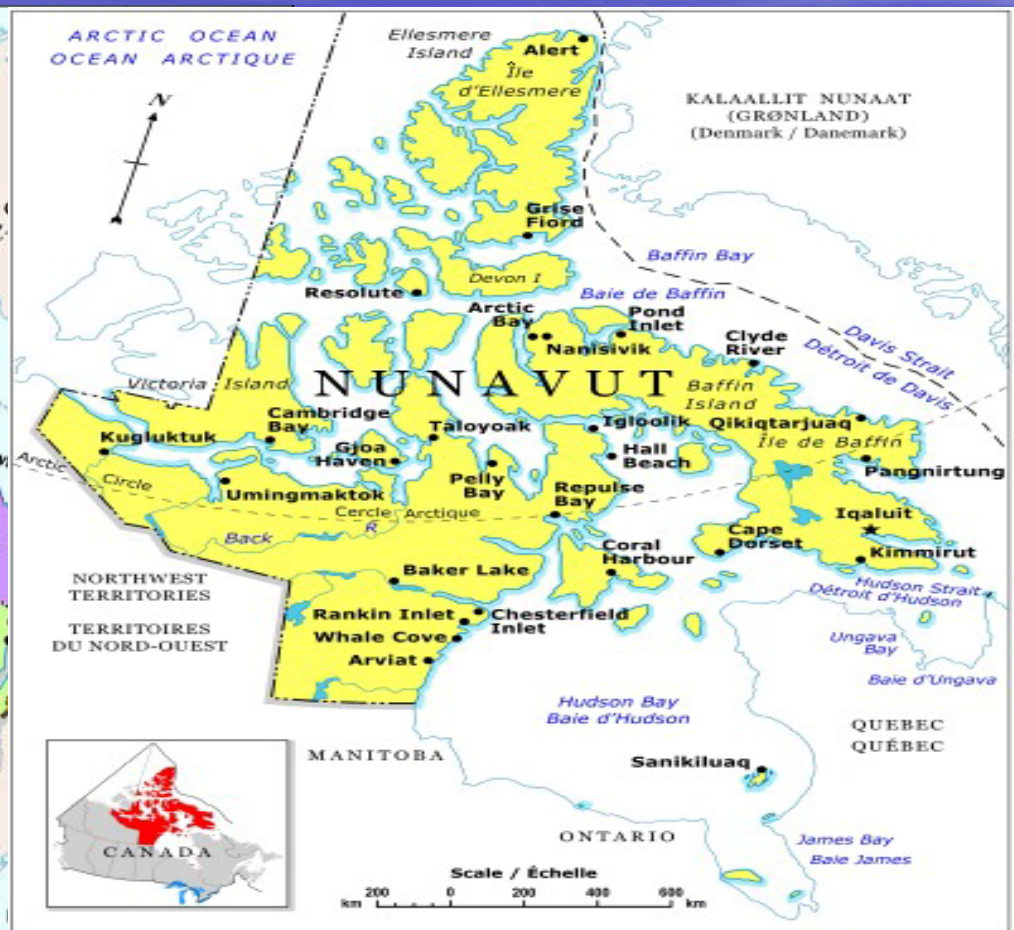 ARCTIC OCEAN
OCEAN ARCTIQUE
N
Ellesmere
Island
Alert
Île
d'Ellesmere
KALAALLIT NUNAAT
(GRØNLAND)
(Denmark / Danemark)
Grise
Fiord
Baffin Bay
Devon I
Resolute
Baie de Baffin
Arctic
Bay
Pond
Inlet
Nanisivik
Clyde
River
Davis Strait
Détroit de Davis
Victoria Island
NUNAVUT
Baffin
Island
Cambridge
Bay
Taloyoak
Igloolik
Qikiqtarjuaq
Île de Baffin
Kugluktuk
Gjoa
Haven
Hall
Beach
Pangnirtung
Arctic
Circle
Umingmaktok
Pelly
Bay
Repulse
Bay
Cercle Arctique
Iqaluit
Back
R
Cape
Dorset
Kimmirut
Coral
Harbour
Baker Lake
NORTHWEST
TERRITORIES
Hudson Strait
Détroit d'Hudson
Rankin Inlet
Chesterfield
Inlet
TERRITOIRES
DU NORD-OUEST
Whale Cove
Ungava
Bay
Arviat
Baie d'Ungava
Hudson Bay
Baie d'Hudson
QUEBEC
QUÉBEC
MANITOBA
Sanikiluaq
ONTARIO
James Bay
Baie James
CANADA
Scale / Échelle
km 200 0 200 400 600 km